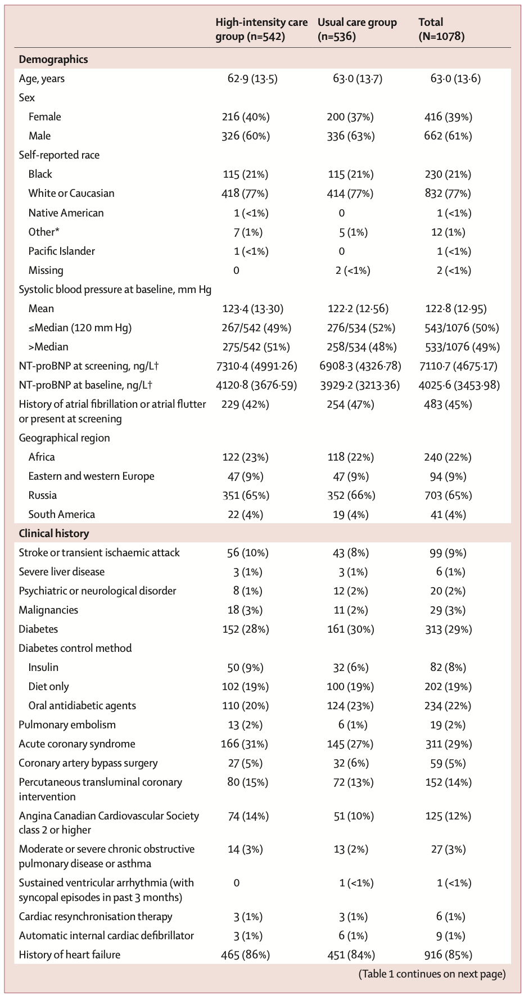 High-intensity care group (n=542) Usual care group (n=536) Total (N=1078)
Demographics
Age, years 62·9 (13·5) 63·0 (13·7) 63·0 (13·6)
Sex
Female 216 (40%) 200 (37%) 416 (39%)
Male 326 (60%) 336 (63%) 662 (61%)
Self-reported race
Black 115 (21%) 115 (21%) 230 (21%)
White or Caucasian 418 (77%) 414 (77%) 832 (77%)
Native American 1 (<1%) 0 1 (<1%)
Other* 7 (1%) 5 (1%) 12 (1%)
Pacific Islander 1 (<1%) 0 1 (<1%)
Missing 0 2 (<1%) 2 (<1%)
Systolic blood pressure at baseline, mm Hg
Mean 123·4 (13·30) 122·2 (12·56) 122·8 (12·95)
≤Median (120 mm Hg) 267/542 (49%) 276/534 (52%) 543/1076 (50%)
>Median 275/542 (51%) 258/534 (48%) 533/1076 (49%)
NT-proBNP at screening, ng/L† 7310·4 (4991·26) 6908·3 (4326·78) 7110·7 (4675·17)
NT-proBNP at baseline, ng/L† 4120·8 (3676·59) 3929·2 (3213·36) 4025·6 (3453·98)
History of atrial fibrillation or atrial flutter 229 (42%) 254 (47%) 483 (45%)
or present at screening
Geographical region
Africa 122 (23%) 118 (22%) 240 (22%)
Eastern and western Europe 47 (9%) 47 (9%) 94 (9%)
Russia 351 (65%) 352 (66%) 703 (65%)
South America 22 (4%) 19 (4%) 41 (4%)
Clinical history
Stroke or transient ischaemic attack 56 (10%) 43 (8%) 99 (9%)
Severe liver disease 3 (1%) 3 (1%) 6 (1%)
Psychiatric or neurological disorder 8 (1%) 12 (2%) 20 (2%)
Malignancies 18 (3%) 11 (2%) 29 (3%)
Diabetes 152 (28%) 161 (30%) 313 (29%)
Diabetes control method
Insulin 50 (9%) 32 (6%) 82 (8%)
Diet only 102 (19%) 100 (19%) 202 (19%)
Oral antidiabetic agents 110 (20%) 124 (23%) 234 (22%)
Pulmonary embolism 13 (2%) 6 (1%) 19 (2%)
Acute coronary syndrome 166 (31%) 145 (27%) 311 (29%)
Coronary artery bypass surgery 27 (5%) 32 (6%) 59 (5%)
Percutaneous transluminal coronary 80 (15%) 72 (13%) 152 (14%)
intervention
Angina Canadian Cardiovascular Society 74 (14%) 51 (10%) 125 (12%)
class 2 or higher
Moderate or severe chronic obstructive 14 (3%) 13 (2%) 27 (3%)
pulmonary disease or asthma
Sustained ventricular arrhythmia (with 0 1 (<1%) 1 (<1%)
syncopal episodes in past 3 months)
Cardiac resynchronisation therapy 3 (1%) 3 (1%) 6 (1%)
Automatic internal cardiac defibrillator 3 (1%) 6 (1%) 9 (1%)
History of heart failure 465 (86%) 451 (84%) 916 (85%)
(Table 1 continues on next page)